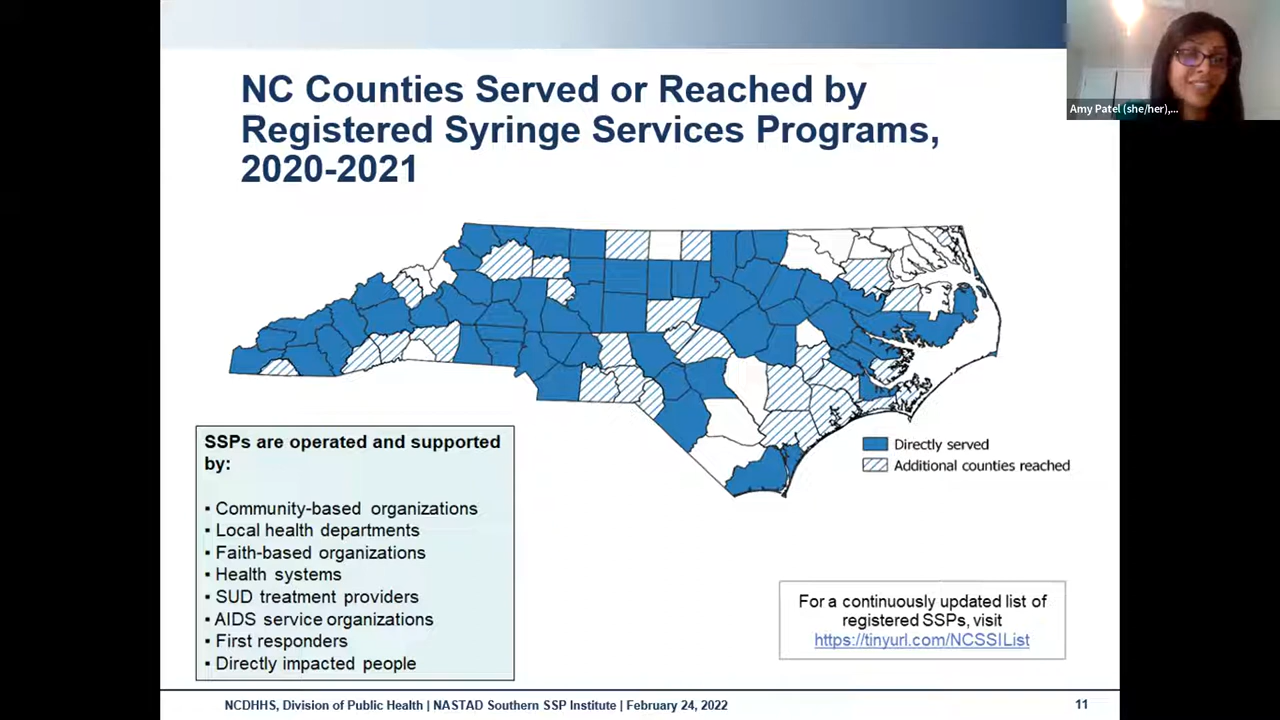 NC Counties Served or Reached by
Registered Syringe Services Programs,
2020-2021
Amy Patel (she/her),...
Directly served
Additional counties reached
SSPs are operated and supported
by:
▪ Community-based organizations
▪ Local health departments
▪ Faith-based organizations
▪ Health systems
▪ SUD treatment providers
▪ AIDS service organizations
▪ First responders
▪ Directly impacted people
For a continuously updated list of
registered SSPs, visit
https://tinyurl.com/NCSSIList
NCDHHS, Division of Public Health | NASTAD Southern SSP Institute | February 24, 2022
11